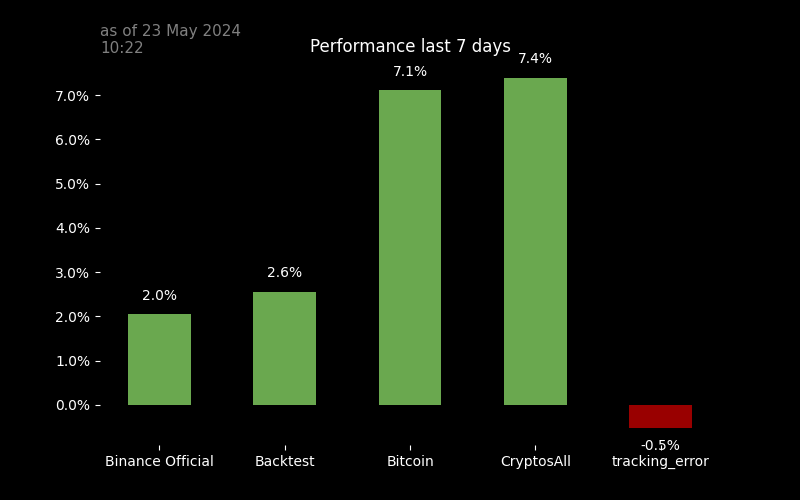 as of 23 May 2024
10:22
Performance last 7 days
7.4%
7.1%
7.0%
6.0%
5.0%
4.0%
3.0%
2.6%
2.0%
2.0%
1.0%
0.0%
-0.5%
Binance Official
Backtest
Bitcoin
CryptosAll
tracking_error